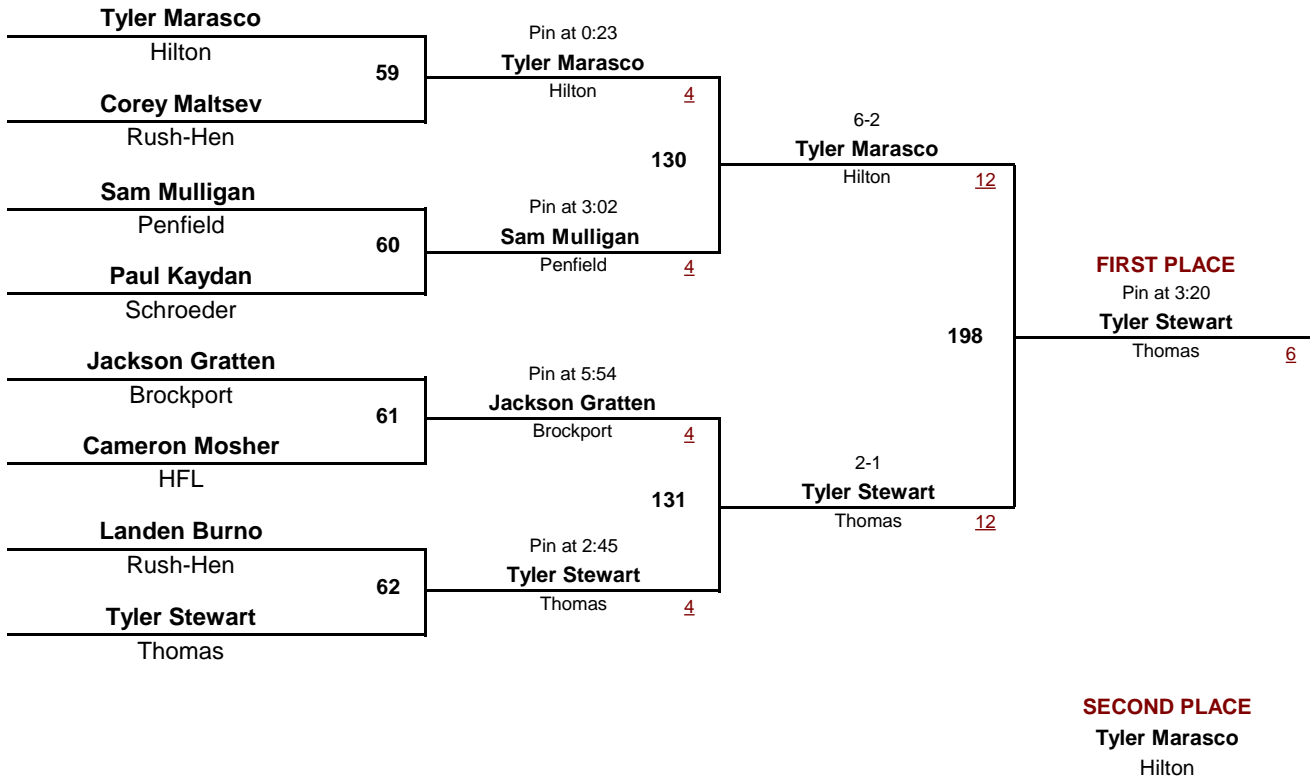 Tyler Marasco
Hilton
59
Corey Maltsev
Rush-Hen
Sam Mulligan
Penfield
60
Paul Kaydan
Schroeder
Jackson Gratten
Brockport
61
Cameron Mosher
HFL
Landen Burno
Rush-Hen
62
Tyler Stewart
Thomas
Pin at 0:23
Tyler Marasco
Hilton 4
130
Pin at 3:02
Sam Mulligan
Penfield 4
Pin at 5:54
Jackson Gratten
Brockport 4
131
Pin at 2:45
Tyler Stewart
Thomas 4
6-2
Tyler Marasco
Hilton 12
198
2-1
Tyler Stewart
Thomas 12
FIRST PLACE
Pin at 3:20
Tyler Stewart
Thomas 6
SECOND PLACE
Tyler Marasco
Hilton